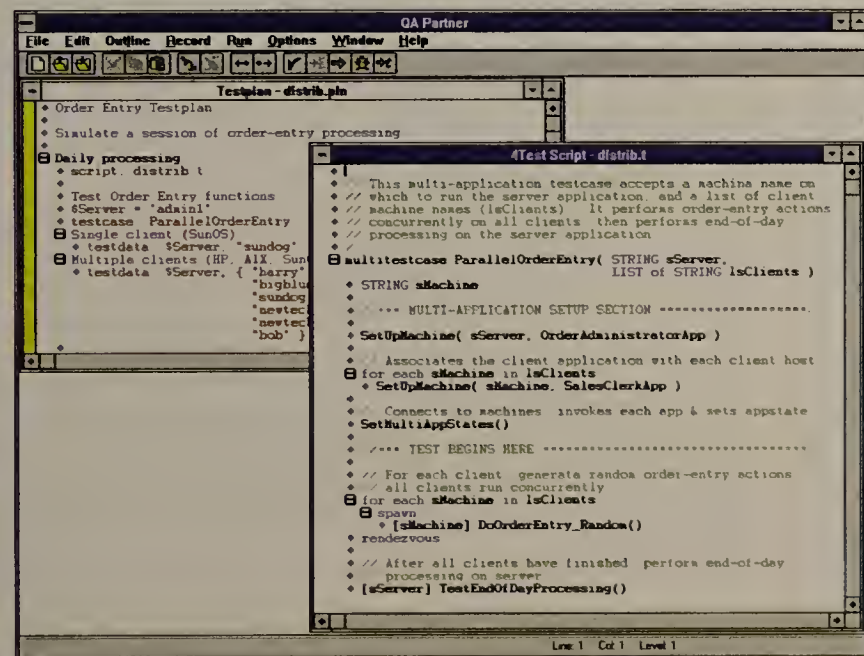 QA Partner
File Edit Outline Record Run Options Window Help
Testplan - distrib.pln
Order Entry Testplan
Simulate a session of order-entry processing
Daily processing
script: distrib.t
Test Order Entry functions
$Server = "admin1"
testcase: ParallelOrderEntry
Single client (SunOS)
testdata: $Server, "sundog"
Multiple clients (HP, AIX, Sun
testdata: $Server, { "harry"
"bigblu
"sundog
"newtec
"newtec
"bob" }
4Test Script - distrib.t
This multi-application testcase accepts a machine name on
// which to run the server application, and a list of client
// machine names (lsClients) It performs order-entry actions
// concurrently on all clients then performs end-of-day
// processing on the server application
multitestcase ParallelOrderEntry( STRING sServer,
LIST of STRING lsClients )
STRING sMachine
MULTI-APPLICATION SETUP SECTION
SetUpMachine( sServer, OrderAdministratorApp )
Associates the client application with each client host
for each sMachine in lsClients
SetUpMachine( sMachine, SalesClerkApp )
Connects to machines invokes each app & sets appstate
SetMultiAppStates()
TEST BEGINS HERE
// For each client generate random order-entry actions
all clients run concurrently
for each sMachine in lsClients
spawn
[sMachine] DoOrderEntry_Random()
rendezvous
// After all clients have finished perform end-of-day
processing on server
[sServer] TestEndOfDayProcessing()
Line 1 Col 1 Level 1